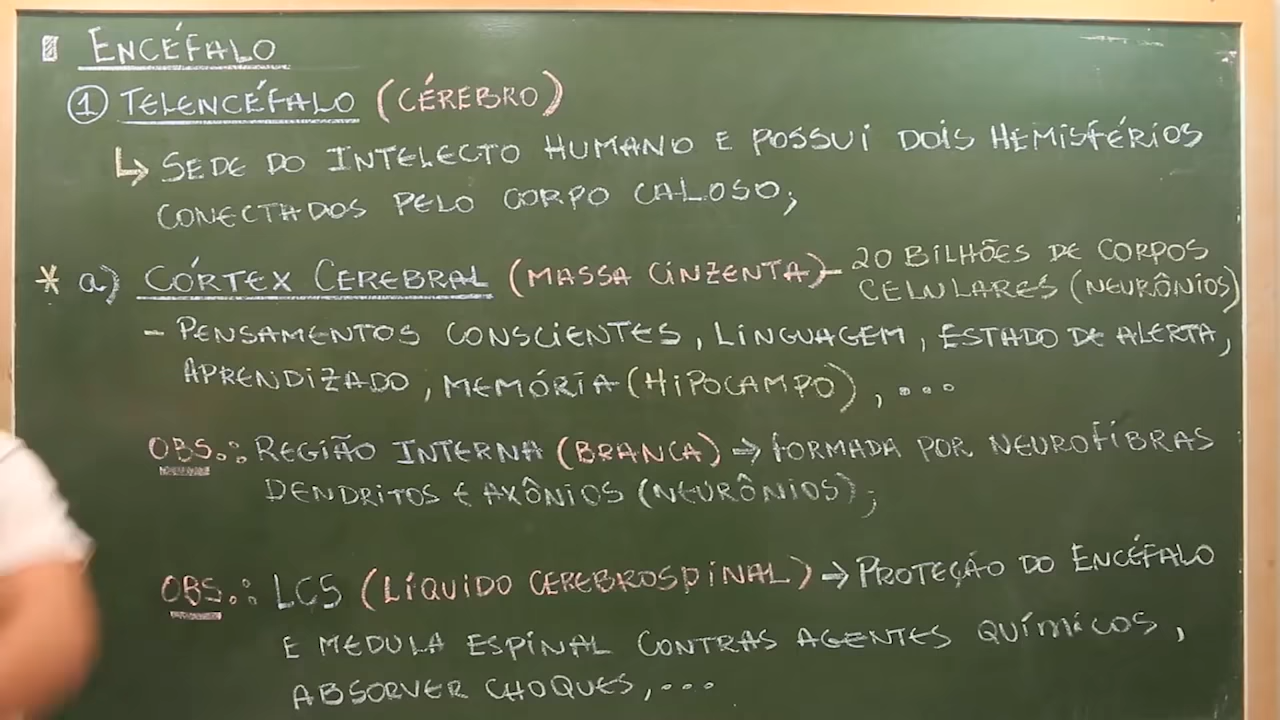 ENCÉFALO
① TELENCÉFALO (CÉREBRO)
↳ SEDE DO INTELECTO HUMANO E POSSUI DOIS HEMISFÉRIOS
CONECTADOS PELO CORPO CALOSO;
* a) CÓRTEX CEREBRAL (MASSA CINZENTA) - 20 BILHÕES DE CORPOS
CELULARES (NEURÔNIOS)
- PENSAMENTOS CONSCIENTES, LINGUAGEM, ESTADO DE ALERTA,
APRENDIZADO, MEMÓRIA (HIPOCAMPO), ...
OBS.: REGIÃO INTERNA (BRANCA) → FORMADA POR NEUROFIBRAS
DENDRITOS E AXÔNIOS (NEURÔNIOS);
OBS.: LCS (LÍQUIDO CEREBROSPINAL) → PROTEÇÃO DO ENCÉFALO
E MEDULA ESPINAL CONTRAS AGENTES QUÍMICOS,
ABSORVER CHOQUES, ...